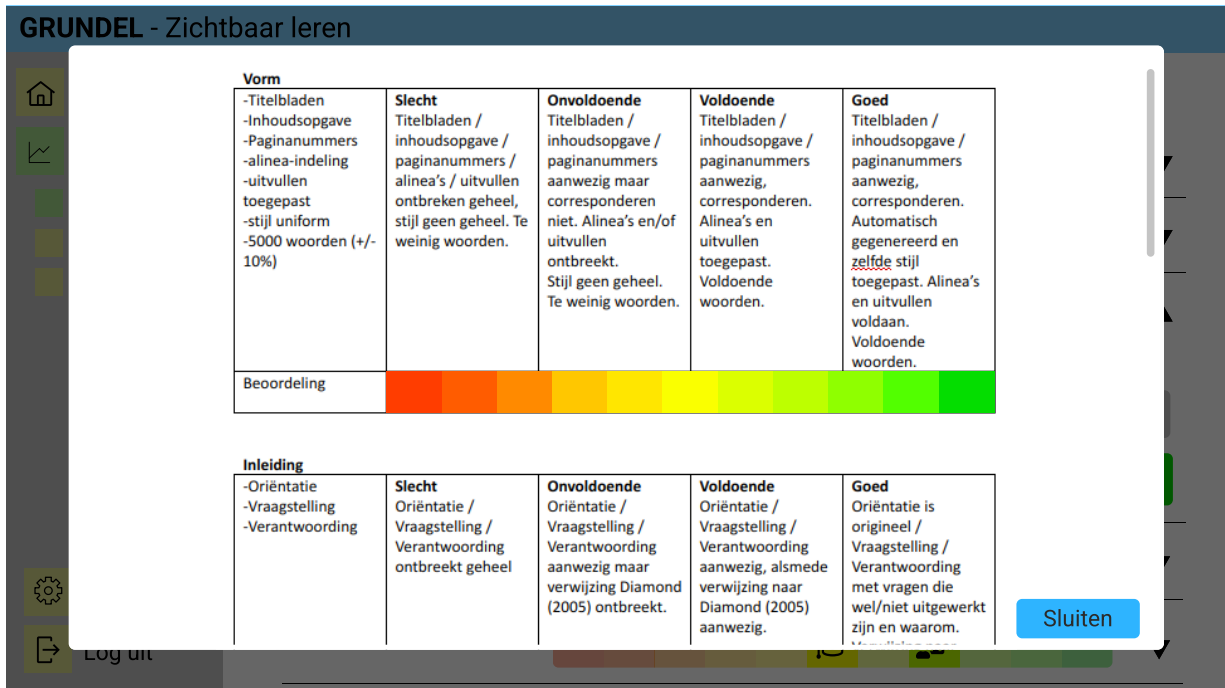 GRUNDEL - Zichtbaar leren
Vorm
-Titelbladen
-Inhoudsopgave
-Paginanummers
-alinea-indeling
-uitvullen
toegepast
-stijl uniform
-5000 woorden (+/-
10%)
Slecht
Titelbladen /
inhoudsopgave /
paginanummers /
alinea's / uitvullen
ontbreken geheel,
stijl geen geheel. Te
weinig woorden.
Onvoldoende
Titelbladen /
inhoudsopgave /
paginanummers
aanwezig maar
corresponderen
niet. Alinea's en/of
uitvullen
ontbreekt.
Stijl geen geheel.
Te weinig woorden.
Voldoende
Titelbladen /
inhoudsopgave /
paginanummers
aanwezig,
corresponderen.
Alinea's en
uitvullen
toegepast.
Voldoende
woorden.
Goed
Titelbladen /
inhoudsopgave /
paginanummers
aanwezig,
corresponderen.
Automatisch
gegenereerd en
zelfde stijl
toegepast. Alinea's
en uitvullen
voldaan.
Voldoende
woorden.
Beoordeling
Inleiding
-Oriëntatie
-Vraagstelling
-Verantwoording
Slecht
Oriëntatie /
Vraagstelling /
Verantwoording
ontbreekt geheel
Onvoldoende
Oriëntatie /
Vraagstelling /
Verantwoording
aanwezig maar
verwijzing Diamond
(2005) ontbreekt.
Voldoende
Oriëntatie /
Vraagstelling /
Verantwoording
aanwezig, alsmede
verwijzing naar
Diamond (2005)
aanwezig.
Goed
Oriëntatie is
origineel /
Vraagstelling /
Verantwoording
met vragen die
wel/niet uitgewerkt
zijn en waarom.
Sluiten
Log uit